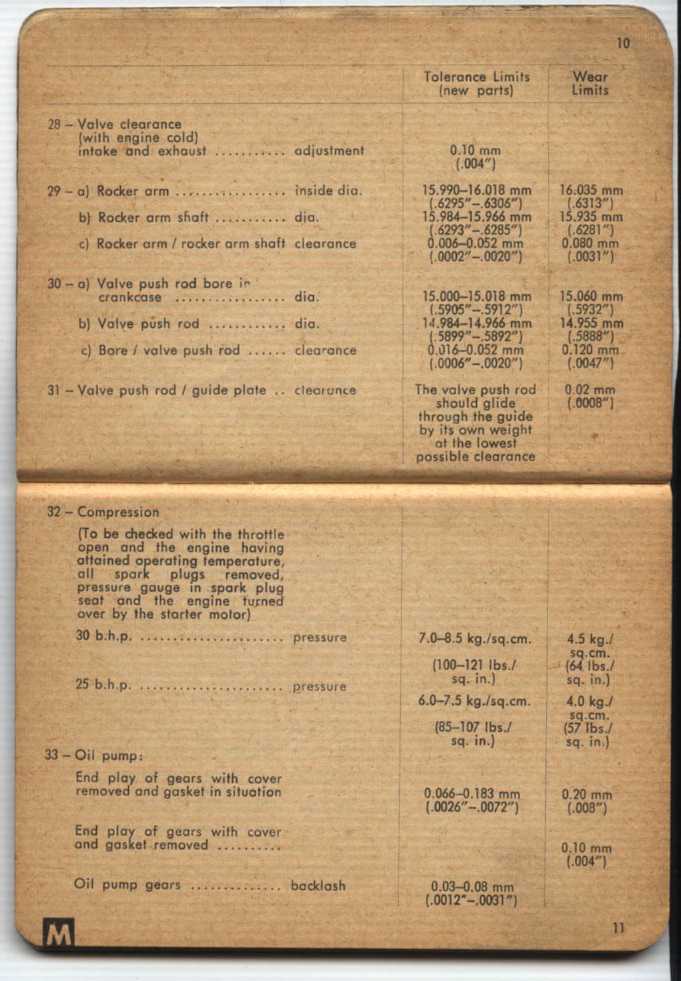 10
Tolerance Limits Wear
(new parts) Limits
28 – Valve clearance
(with engine cold)
intake and exhaust ........... adjustment 0.10 mm
(.004")
29 – a) Rocker arm ................. inside dia. 15.990–16.018 mm 16.035 mm
(.6295"–.6306") (.6313")
b) Rocker arm shaft ........... dia. 15.984–15.966 mm 15.935 mm
(.6293"–.6285") (.6281")
c) Rocker arm / rocker arm shaft clearance 0.006–0.052 mm 0.080 mm
(.0002"–.0020") (.0031")
30 – a) Valve push rod bore in
crankcase ................. dia. 15.000–15.018 mm 15.060 mm
(.5905"–.5912") (.5932")
b) Valve push rod ............ dia. 14.984–14.966 mm 14.955 mm
(.5899"–.5892") (.5888")
c) Bore / valve push rod ...... clearance 0.016–0.052 mm 0.120 mm
(.0006"–.0020") (.0047")
31 – Valve push rod / guide plate .. clearance The valve push rod 0.02 mm
should glide (.0008")
through the guide
by its own weight
at the lowest
possible clearance
32 – Compression
(To be checked with the throttle
open and the engine having
attained operating temperature,
all spark plugs removed,
pressure gauge in spark plug
seat and the engine turned
over by the starter motor)
30 b.h.p. ...................... pressure 7.0–8.5 kg./sq.cm. 4.5 kg./
sq.cm.
(100–121 lbs./ (64 lbs./
sq. in.) sq. in.)
25 b.h.p. ...................... pressure
6.0–7.5 kg./sq.cm. 4.0 kg./
sq.cm.
(85–107 lbs./ (57 lbs./
sq. in.) sq. in.)
33 – Oil pump:
End play of gears with cover
removed and gasket in situation 0.066–0.183 mm 0.20 mm
(.0026"–.0072") (.008")
End play of gears with cover
and gasket removed .......... 0.10 mm
(.004")
Oil pump gears .............. backlash 0.03–0.08 mm
(.0012"–.0031")
M 11